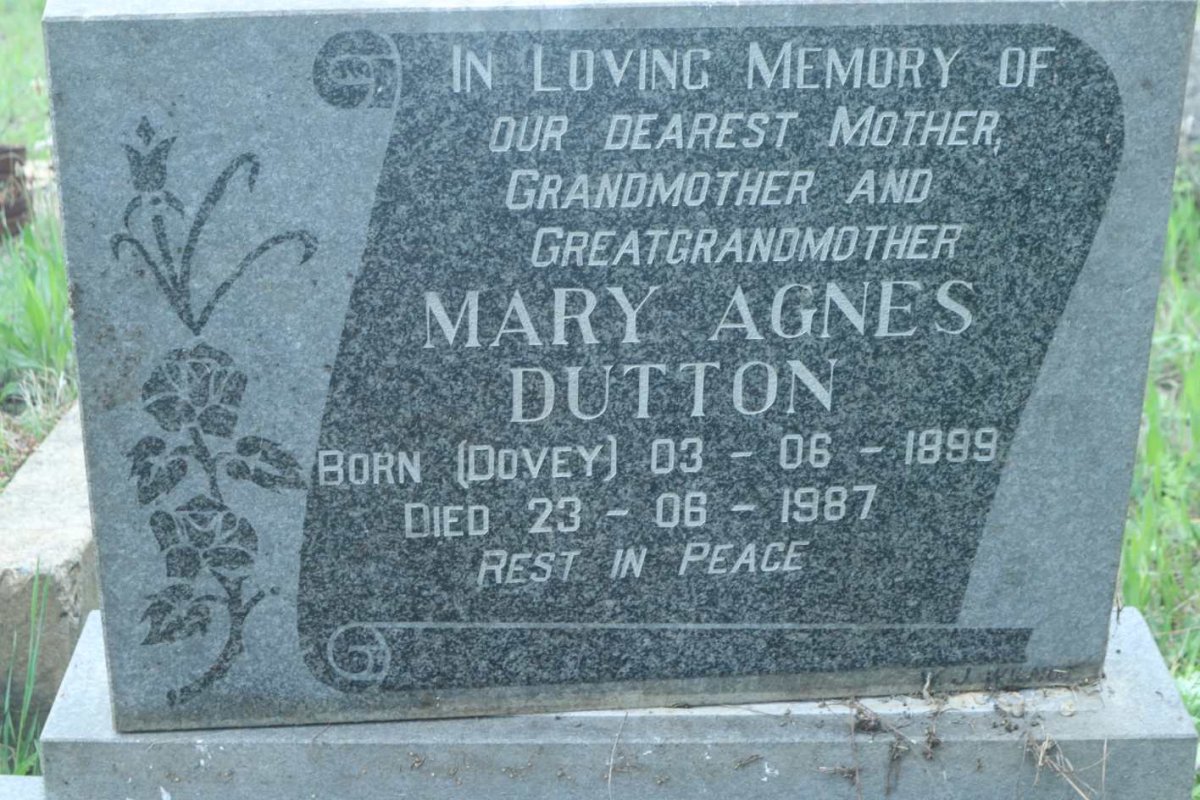 IN LOVING MEMORY OF
OUR DEAREST MOTHER,
GRANDMOTHER AND
GREATGRANDMOTHER
MARY AGNES
DUTTON
BORN (DOVEY) 03 - 06 - 1899
DIED 23 - 06 - 1987
REST IN PEACE